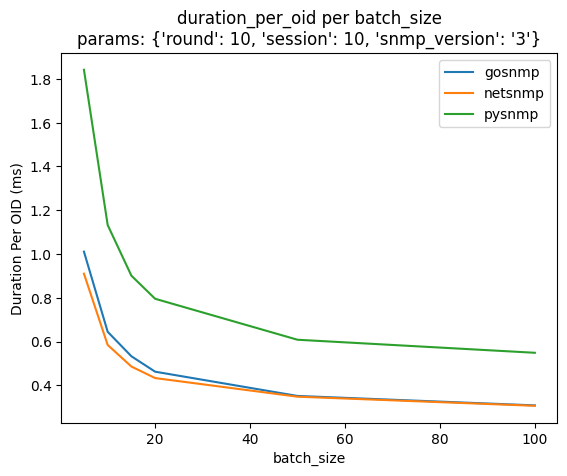 duration_per_oid per batch_size
params: {'round': 10, 'session': 10, 'snmp_version': '3'}
gosnmp
netsnmp
pysnmp
Duration Per OID (ms)
1.8
1.6
1.4
1.2
1.0
0.8
0.6
0.4
20
40
60
80
100
batch_size